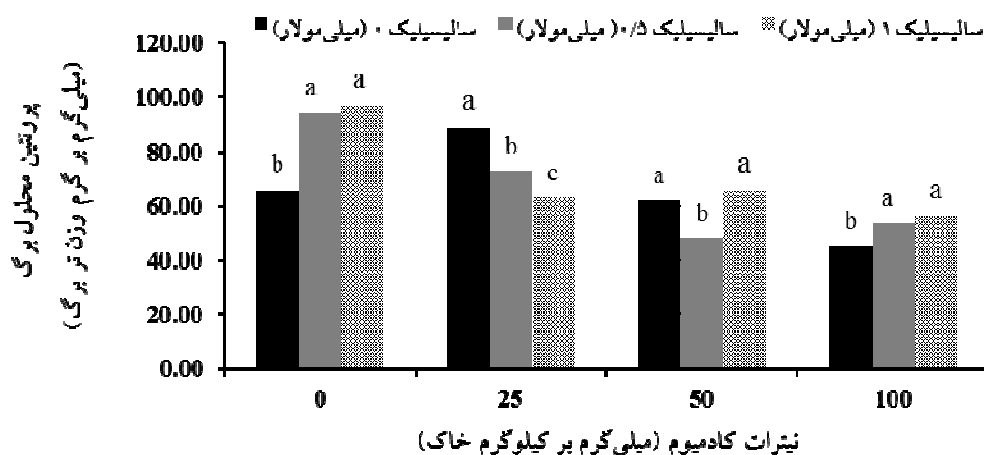 سالیسیلیک ۰ (میلی‌مولار) سالیسیلیک ۰/۵( میلی‌مولار) سالیسیلیک ۱ (میلی‌مولار)
پروتئین محلول برگ
(میلی‌گرم بر گرم وزن تر برگ)
120.00
100.00
80.00
60.00
40.00
20.00
0.00
b a a
a b c
a b a
b a a
0 25 50 100
نیترات کادمیوم (میلی‌گرم بر کیلوگرم خاک)